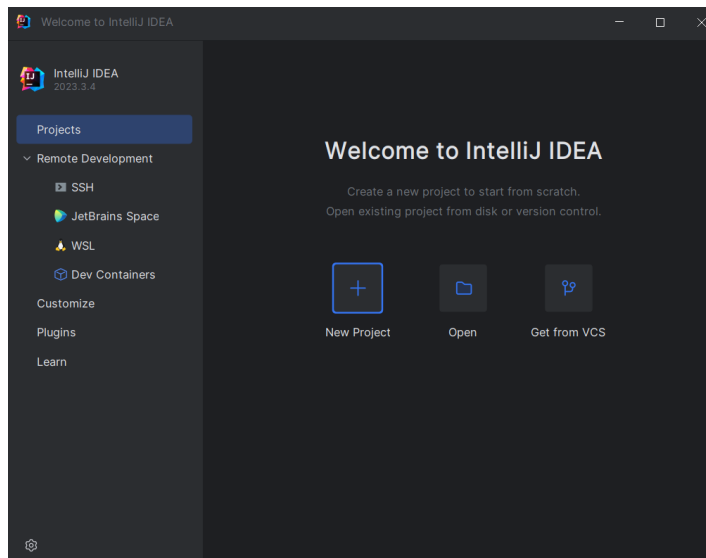 Welcome to IntelliJ IDEA
IJ
IntelliJ IDEA
2023.3.4
Projects
Remote Development
SSH
JetBrains Space
WSL
Dev Containers
Customize
Plugins
Learn
Welcome to IntelliJ IDEA
Create a new project to start from scratch.
Open existing project from disk or version control.
New Project
Open
Get from VCS